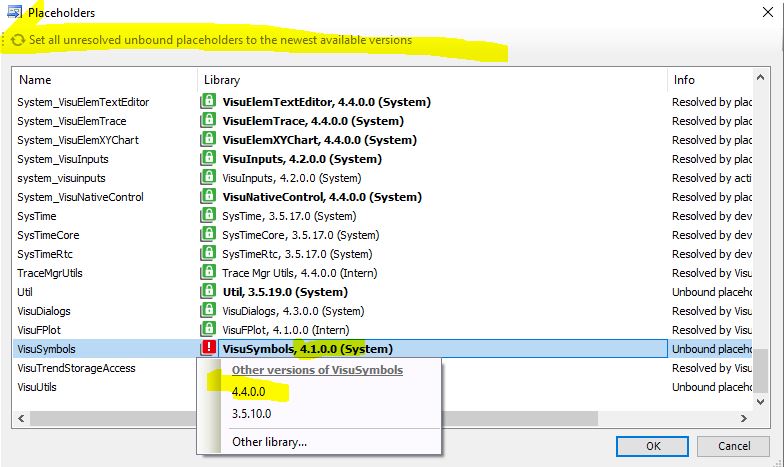 Placeholders
Set all unresolved unbound placeholders to the newest available versions
Name Library Info
System_VisuElemTextEditor VisuElemTextEditor, 4.4.0.0 (System) Resolved by plac
System_VisuElemTrace VisuElemTrace, 4.4.0.0 (System) Resolved by plac
System_VisuElemXYChart VisuElemXYChart, 4.4.0.0 (System) Resolved by plac
System_VisuInputs VisuInputs, 4.2.0.0 (System) Resolved by plac
system_visuinputs VisuInputs, 4.2.0.0 (System) Resolved by acti
System_VisuNativeControl VisuNativeControl, 4.4.0.0 (System) Resolved by plac
SysTime SysTime, 3.5.17.0 (System) Resolved by dev
SysTimeCore SysTimeCore, 3.5.17.0 (System) Resolved by dev
SysTimeRtc SysTimeRtc, 3.5.17.0 (System) Resolved by dev
TraceMgrUtils Trace Mgr Utils, 4.4.0.0 (Intern) Resolved by Visu
Util Util, 3.5.19.0 (System) Unbound placeho
VisuDialogs VisuDialogs, 4.3.0.0 (System) Resolved by Visu
VisuFPlot VisuFPlot, 4.1.0.0 (Intern) Resolved by Visu
VisuSymbols VisuSymbols, 4.1.0.0 (System) Unbound placeho
VisuTrendStorageAccess Other versions of VisuSymbols Resolved by Visu
VisuUtils 4.4.0.0 Unbound placeho
3.5.10.0
Other library...
OK Cancel